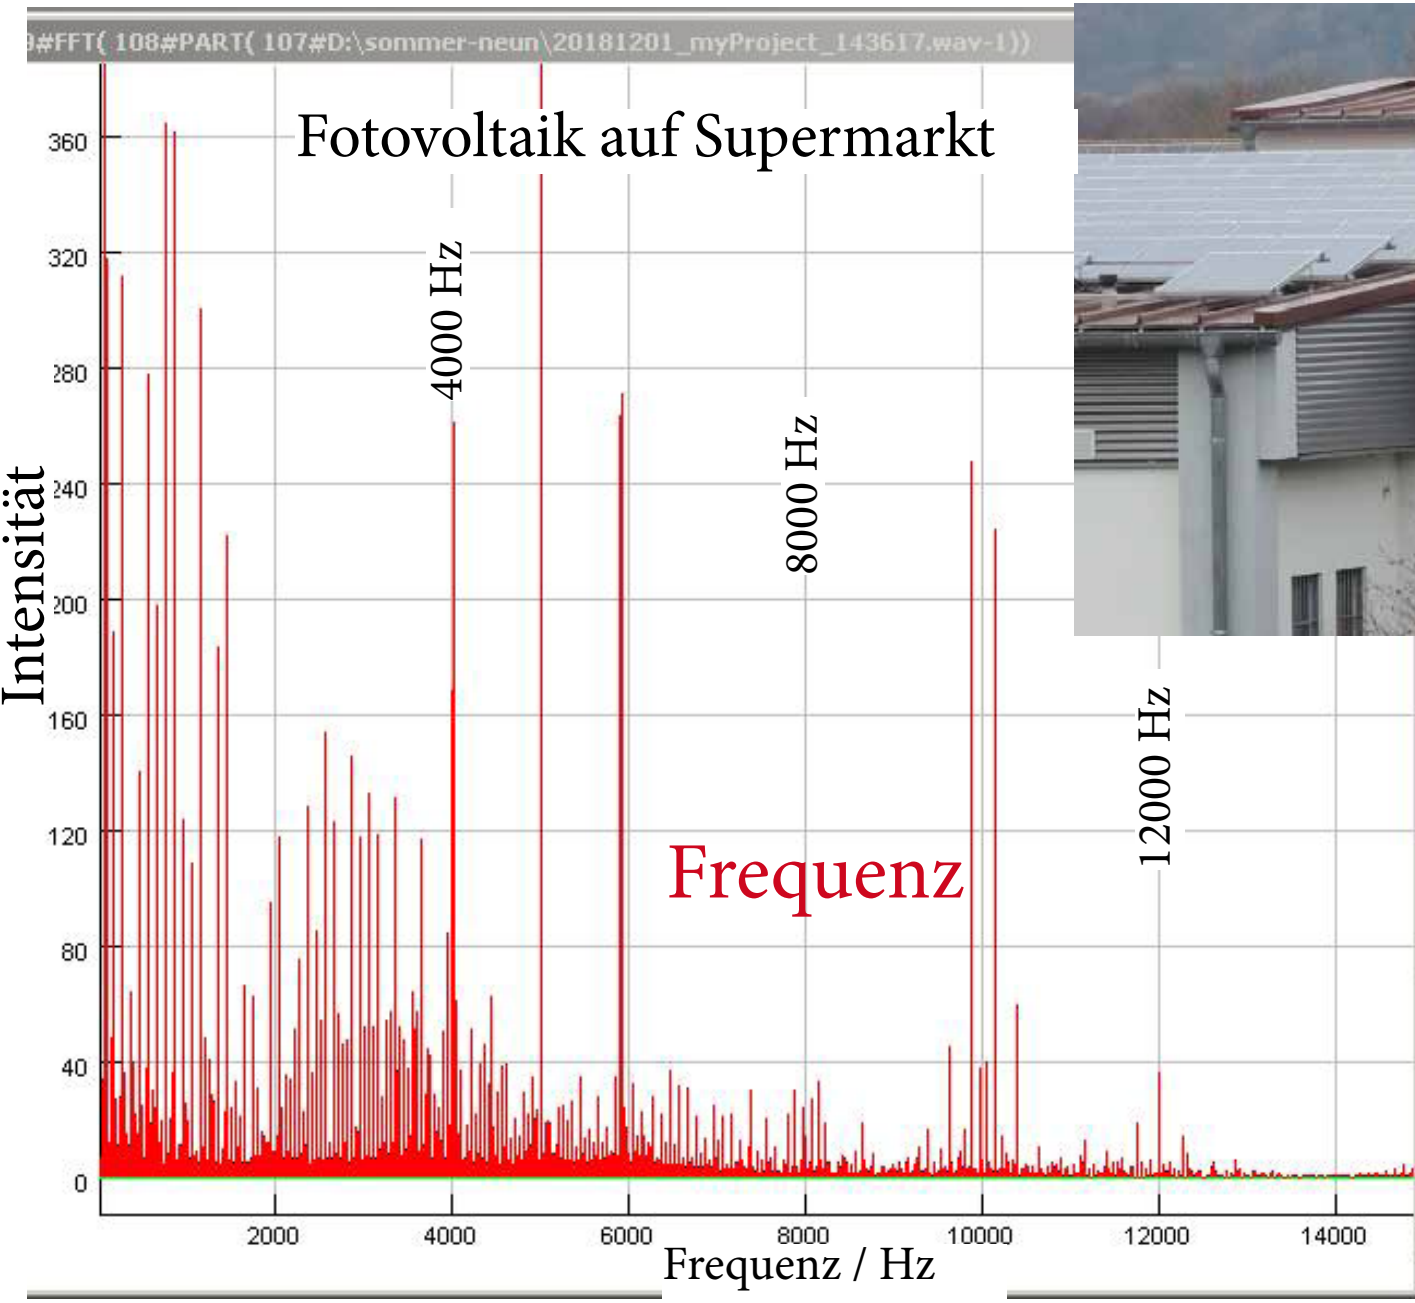 9#FFT( 108#PART( 107#D:\sommer-neun\20181201_myProject_143617.wav-1))
Fotovoltaik auf Supermarkt
360
320
280
240
200
160
120
80
40
0
Intensität
4000 Hz
8000 Hz
12000 Hz
Frequenz
2000
4000
6000
8000
10000
12000
14000
Frequenz / Hz